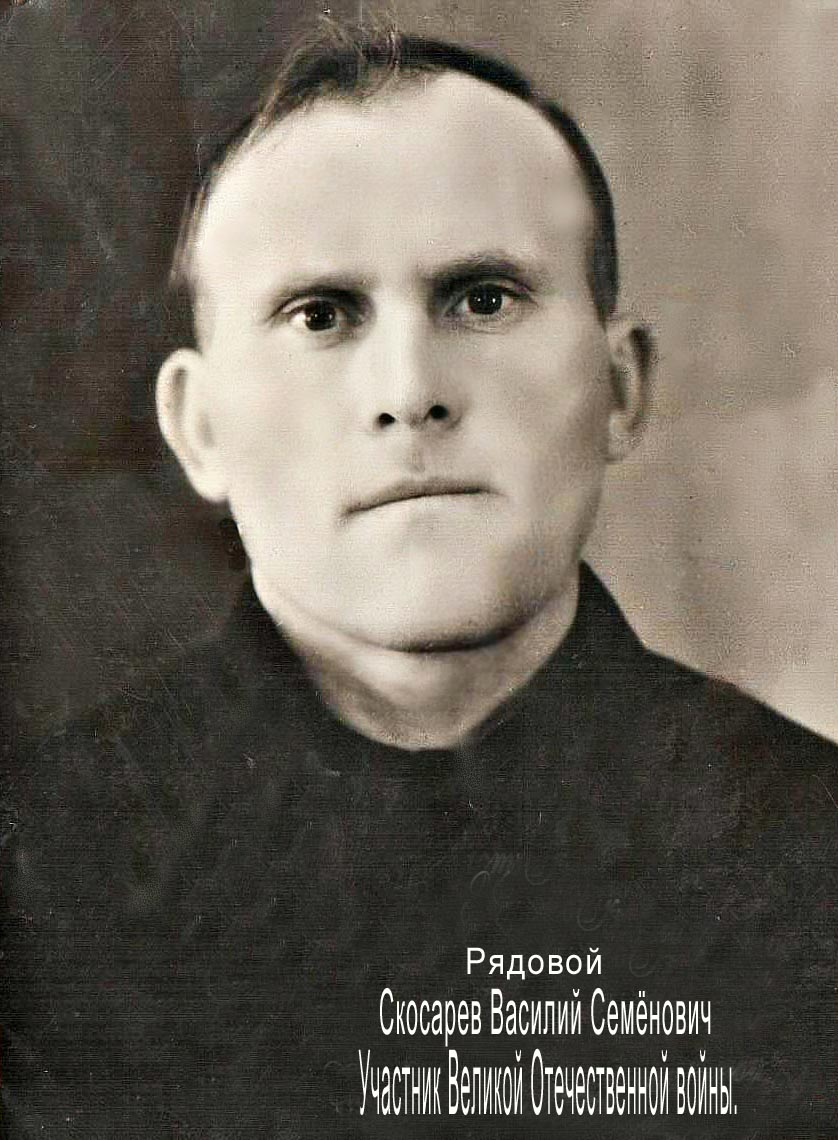 Рядовой
Скосарев Василий Семёнович
Участник Великой Отечественной войны.